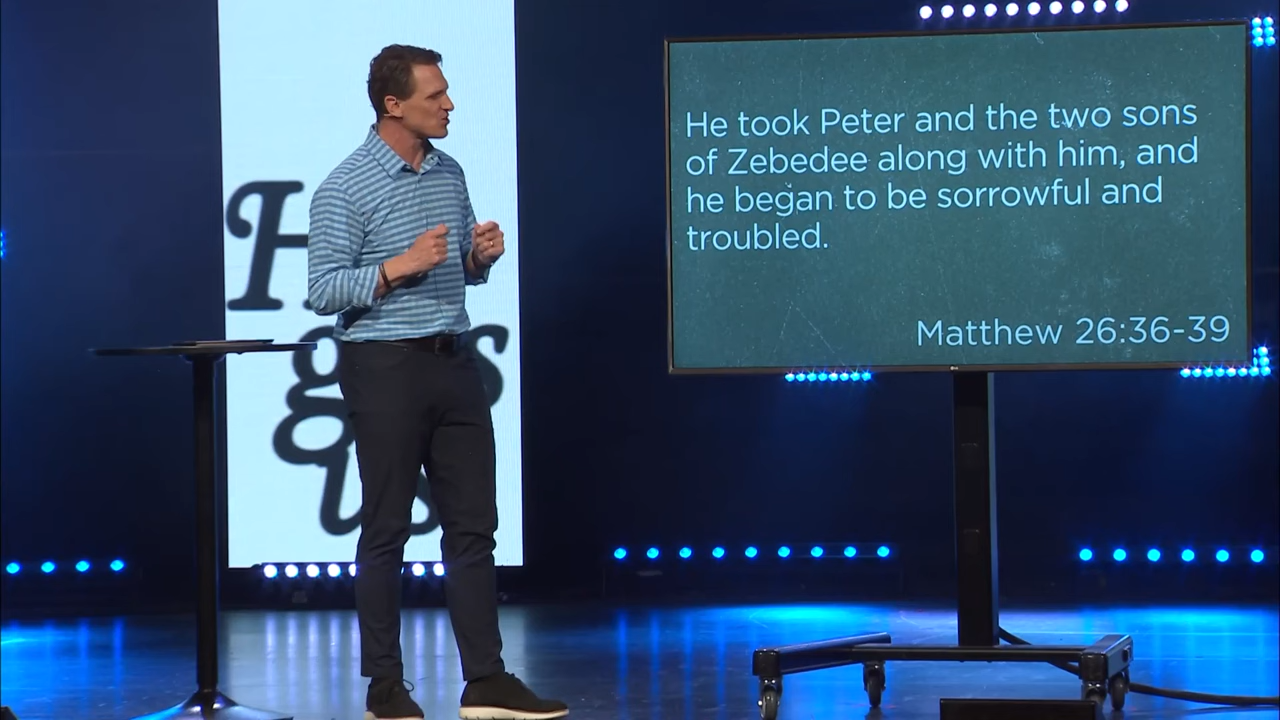 He took Peter and the two sons
of Zebedee along with him, and
he began to be sorrowful and
troubled.
Matthew 26:36-39